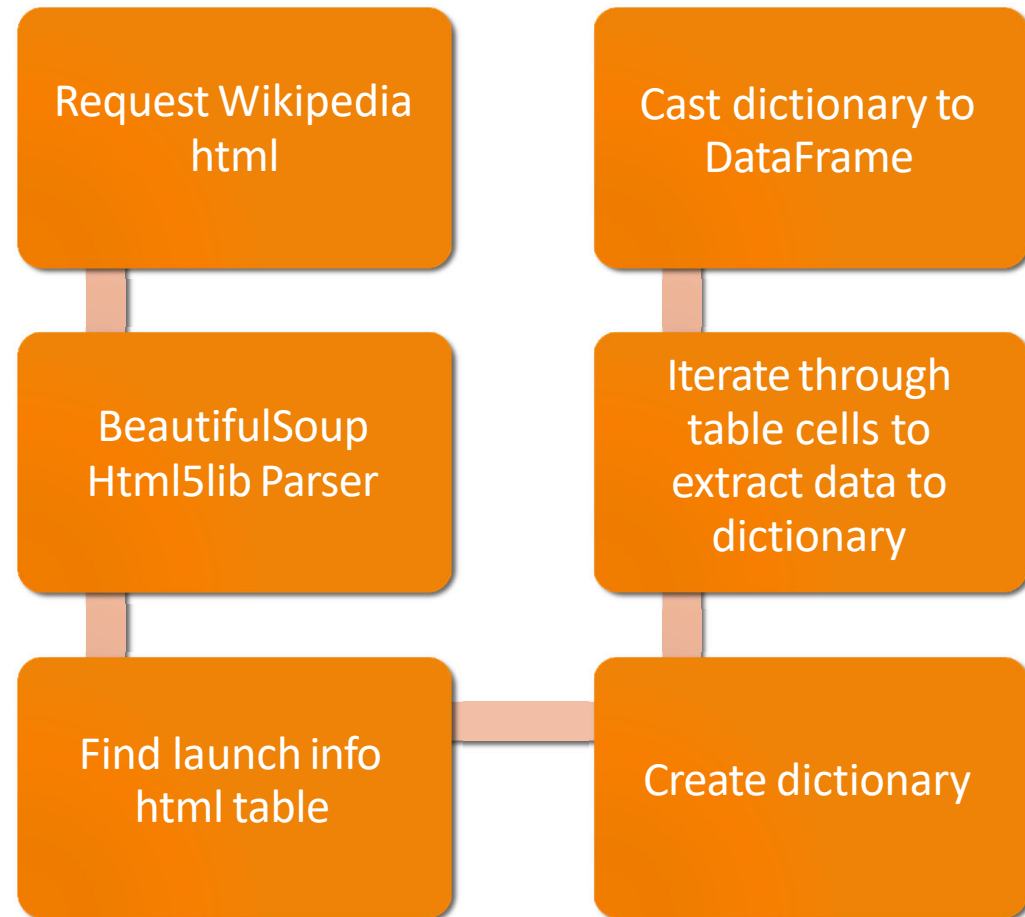 Request Wikipedia
html
BeautifulSoup
Html5lib Parser
Find launch info
html table
Create dictionary
Iterate through
table cells to
extract data to
dictionary
Cast dictionary to
DataFrame